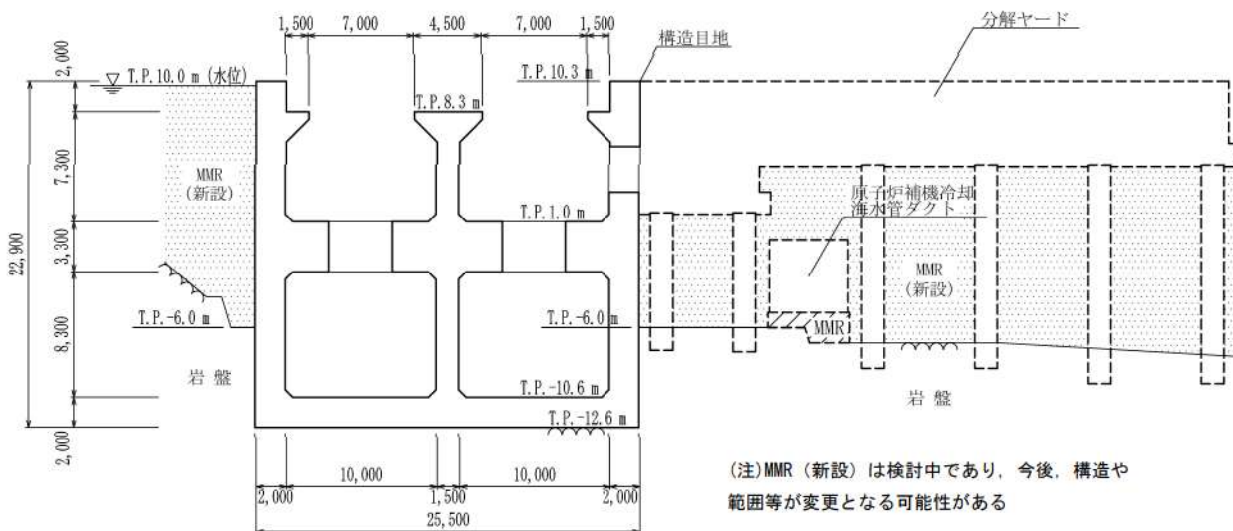 1,500
7,000
4,500
7,000
1,500
分解ヤード
構造目地
2,000
T.P.10.0 m (水位)
T.P.10.3 m
T.P.8.3 m
7,300
MMR
(新設)
原子炉補機冷却
海水管ダクト
T.P.1.0 m
22,900
3,300
MMR
(新設)
T.P.-6.0 m
T.P.-6.0 m
MMR
8,300
岩 盤
T.P.-10.6 m
岩 盤
T.P.-12.6 m
2,000
2,000
10,000
1,500
10,000
2,000
25,500
(注)MMR（新設）は検討中であり，今後，構造や
範囲等が変更となる可能性がある